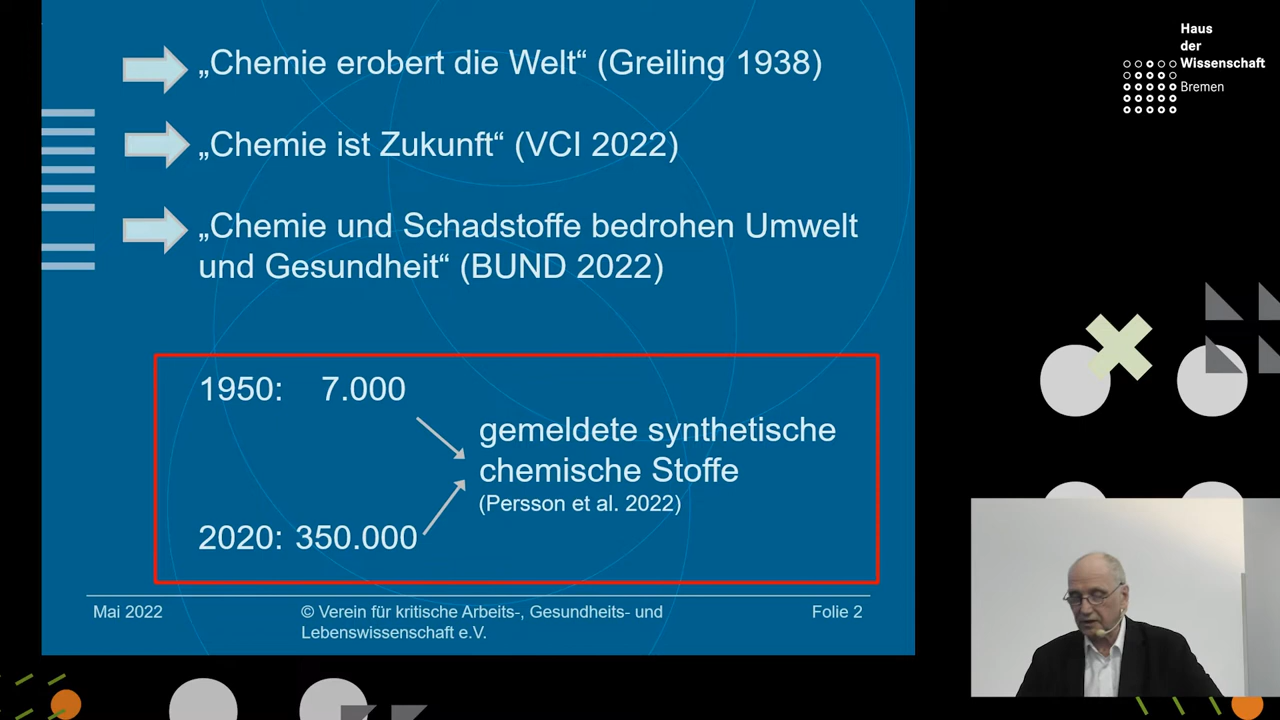 „Chemie erobert die Welt“ (Greiling 1938)
„Chemie ist Zukunft“ (VCI 2022)
„Chemie und Schadstoffe bedrohen Umwelt
und Gesundheit“ (BUND 2022)
1950: 7.000
gemeldete synthetische
chemische Stoffe
(Persson et al. 2022)
2020: 350.000
Mai 2022
© Verein für kritische Arbeits-, Gesundheits- und
Lebenswissenschaft e.V.
Folie 2
Haus
der
Wissenschaft
Bremen